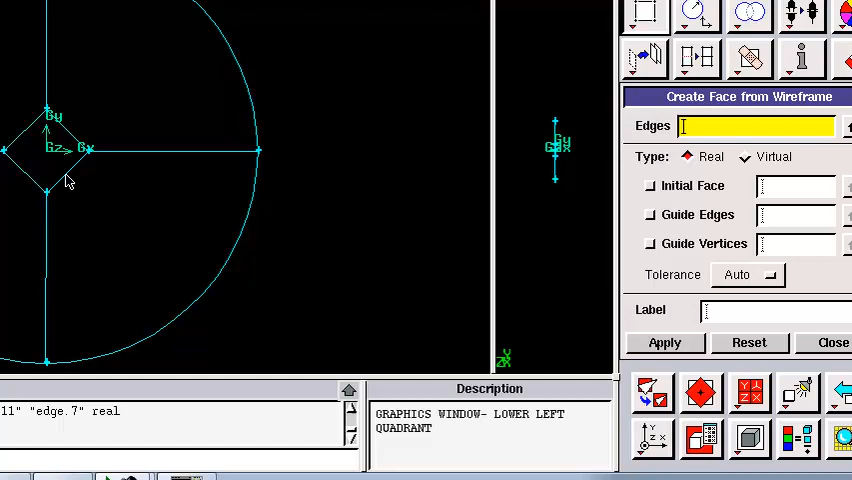 Gy
Gz
Gx
Gy
Create Face from Wireframe
Edges
Type: Real Virtual
Initial Face
Guide Edges
Guide Vertices
Tolerance Auto
Label
Apply Reset Close
11" "edge.7" real
Description
GRAPHICS WINDOW- LOWER LEFT
QUADRANT